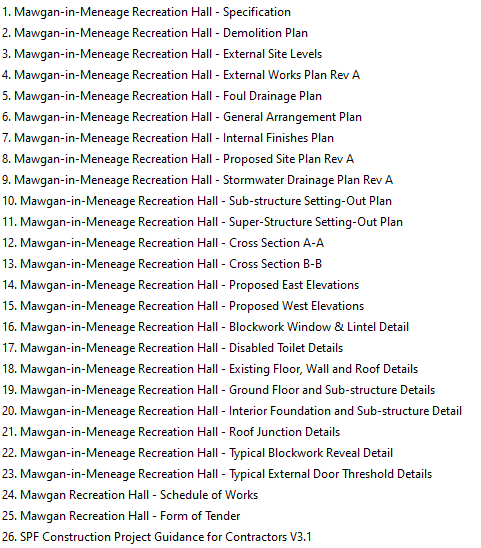 1. Mawgan-in-Meneage Recreation Hall - Specification
2. Mawgan-in-Meneage Recreation Hall - Demolition Plan
3. Mawgan-in-Meneage Recreation Hall - External Site Levels
4. Mawgan-in-Meneage Recreation Hall - External Works Plan Rev A
5. Mawgan-in-Meneage Recreation Hall - Foul Drainage Plan
6. Mawgan-in-Meneage Recreation Hall - General Arrangement Plan
7. Mawgan-in-Meneage Recreation Hall - Internal Finishes Plan
8. Mawgan-in-Meneage Recreation Hall - Proposed Site Plan Rev A
9. Mawgan-in-Meneage Recreation Hall - Stormwater Drainage Plan Rev A
10. Mawgan-in-Meneage Recreation Hall - Sub-structure Setting-Out Plan
11. Mawgan-in-Meneage Recreation Hall - Super-Structure Setting-Out Plan
12. Mawgan-in-Meneage Recreation Hall - Cross Section A-A
13. Mawgan-in-Meneage Recreation Hall - Cross Section B-B
14. Mawgan-in-Meneage Recreation Hall - Proposed East Elevations
15. Mawgan-in-Meneage Recreation Hall - Proposed West Elevations
16. Mawgan-in-Meneage Recreation Hall - Blockwork Window & Lintel Detail
17. Mawgan-in-Meneage Recreation Hall - Disabled Toilet Details
18. Mawgan-in-Meneage Recreation Hall - Existing Floor, Wall and Roof Details
19. Mawgan-in-Meneage Recreation Hall - Ground Floor and Sub-structure Details
20. Mawgan-in-Meneage Recreation Hall - Interior Foundation and Sub-structure Detail
21. Mawgan-in-Meneage Recreation Hall - Roof Junction Details
22. Mawgan-in-Meneage Recreation Hall - Typical Blockwork Reveal Detail
23. Mawgan-in-Meneage Recreation Hall - Typical External Door Threshold Details
24. Mawgan Recreation Hall - Schedule of Works
25. Mawgan Recreation Hall - Form of Tender
26. SPF Construction Project Guidance for Contractors V3.1